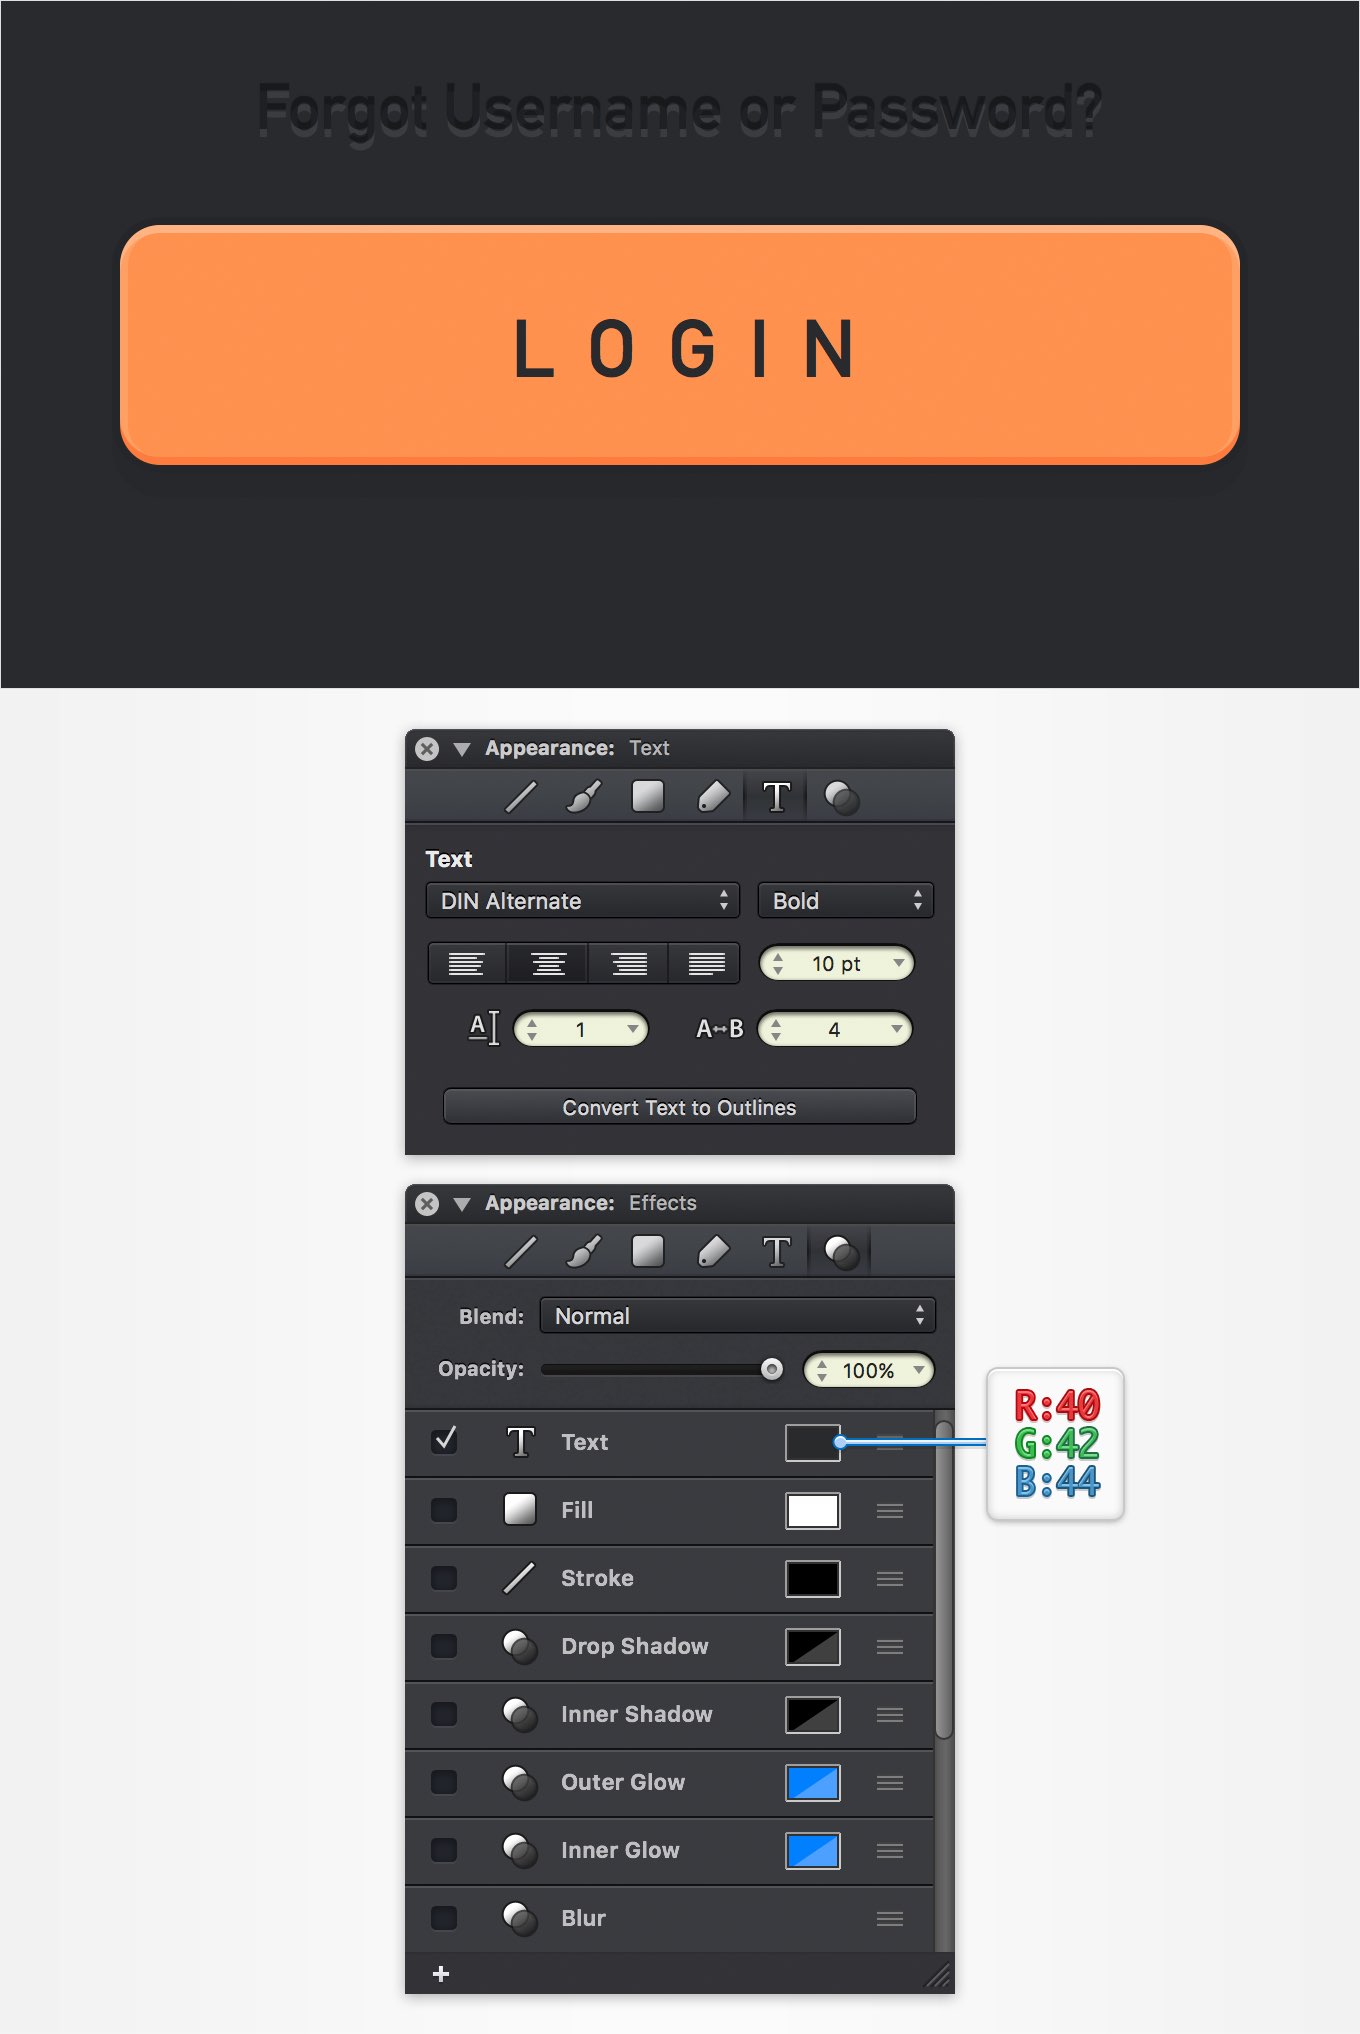 Forgot Username or Password?
LOGIN
Appearance: Text
T
Text
DIN Alternate Bold
10 pt
A 1 A↔B 4
Convert Text to Outlines
Appearance: Effects
T
Blend: Normal
Opacity: 100%
T Text
R:40
G:42
B:44
Fill
Stroke
Drop Shadow
Inner Shadow
Outer Glow
Inner Glow
Blur
+